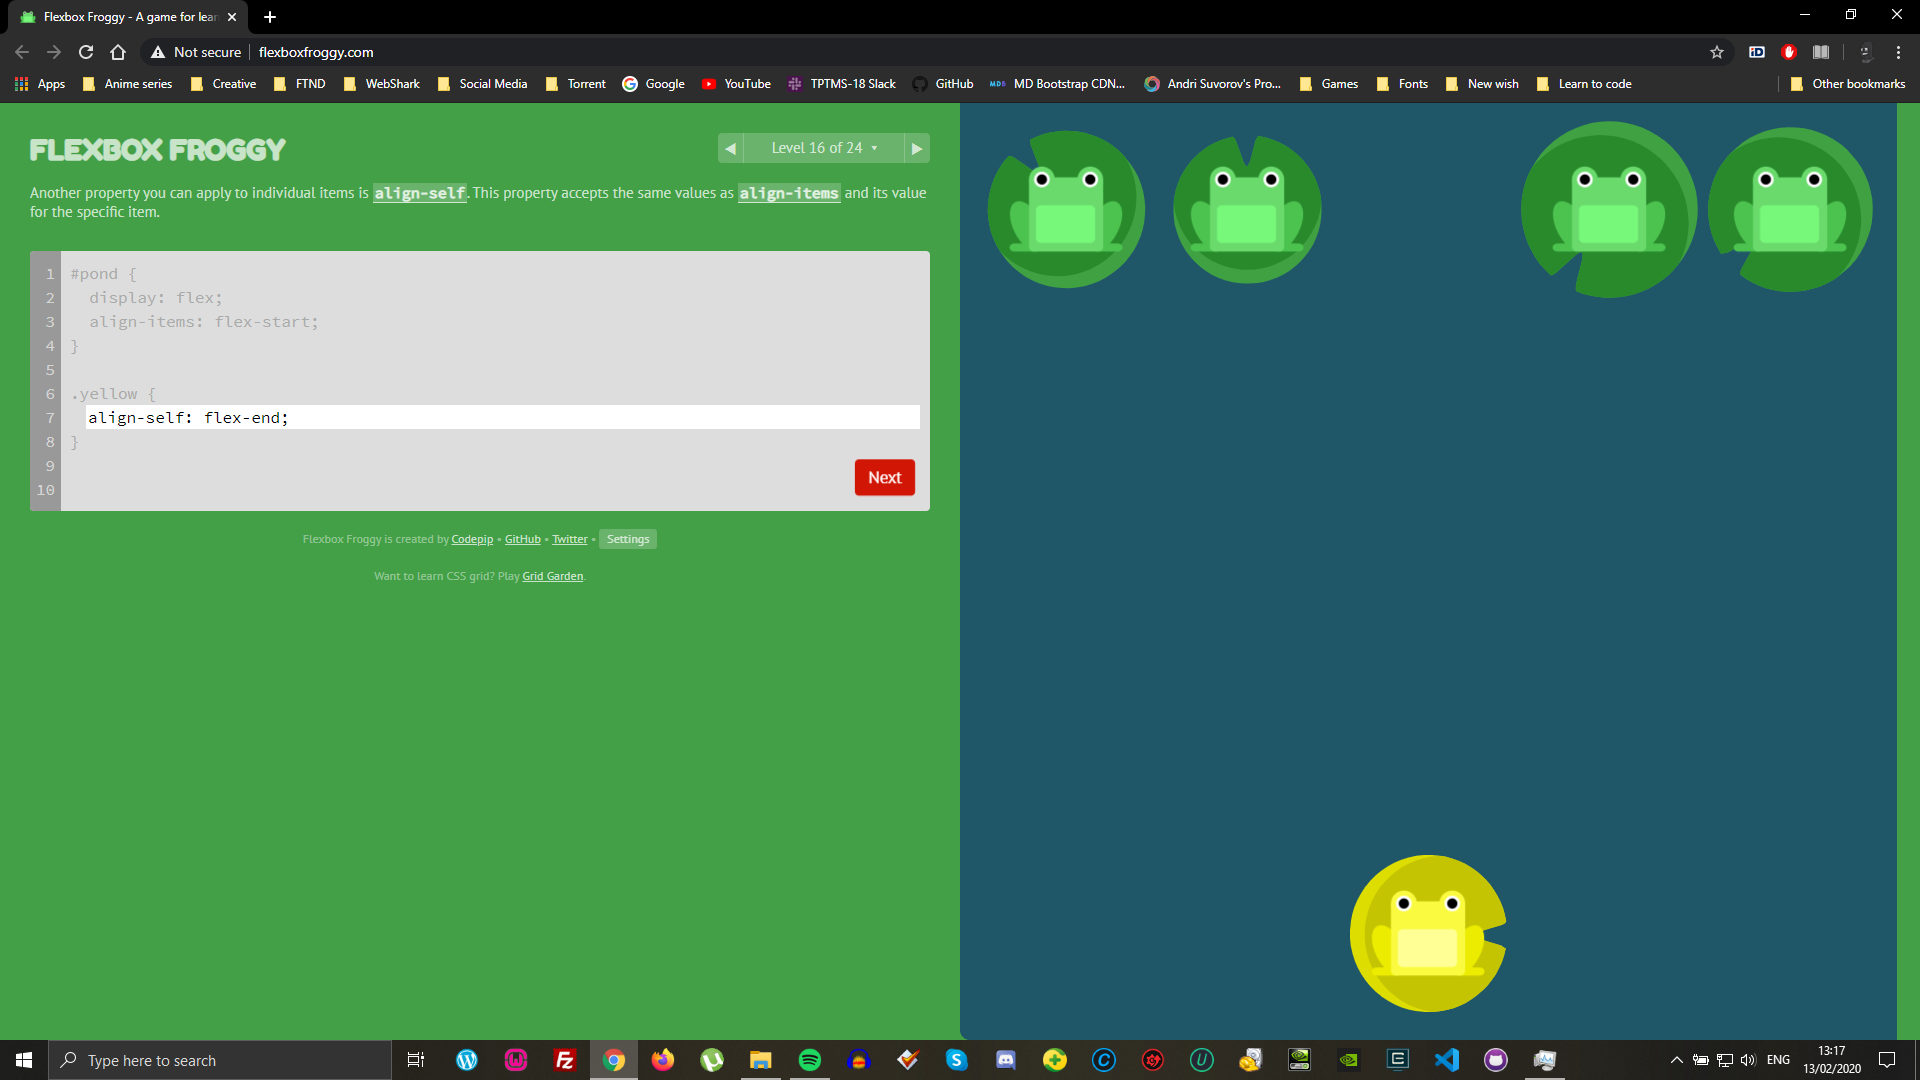 Flexbox Froggy - A game for lear
Not secure flexboxfroggy.com
Apps Anime series Creative FTND WebShark Social Media Torrent Google YouTube TPTMS-18 Slack GitHub MDB MD Bootstrap CDN... Andri Suvorov's Pro... Games Fonts New wish Learn to code Other bookmarks
FLEXBOX FROGGY
◀ Level 16 of 24 ▾ ▶
Another property you can apply to individual items is align-self. This property accepts the same values as align-items and its value
for the specific item.
1 #pond {
2 display: flex;
3 align-items: flex-start;
4 }
5
6 .yellow {
7 align-self: flex-end;
8 }
9
10
Next
Flexbox Froggy is created by Codepip • GitHub • Twitter • Settings
Want to learn CSS grid? Play Grid Garden.
Type here to search
ENG
13:17
13/02/2020